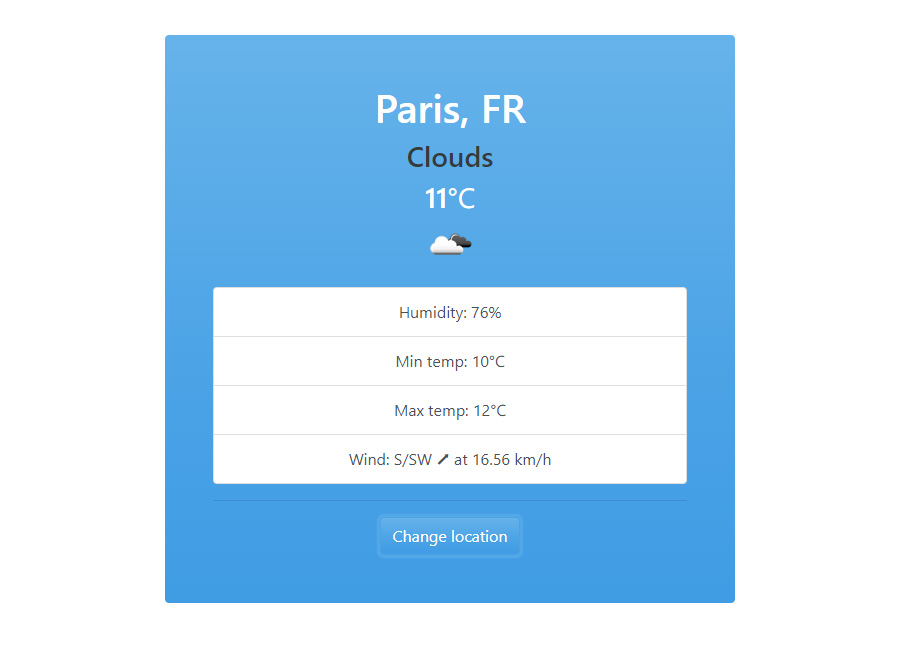 Paris, FR
Clouds
11°C
Humidity: 76%
Min temp: 10°C
Max temp: 12°C
Wind: S/SW at 16.56 km/h
Change location